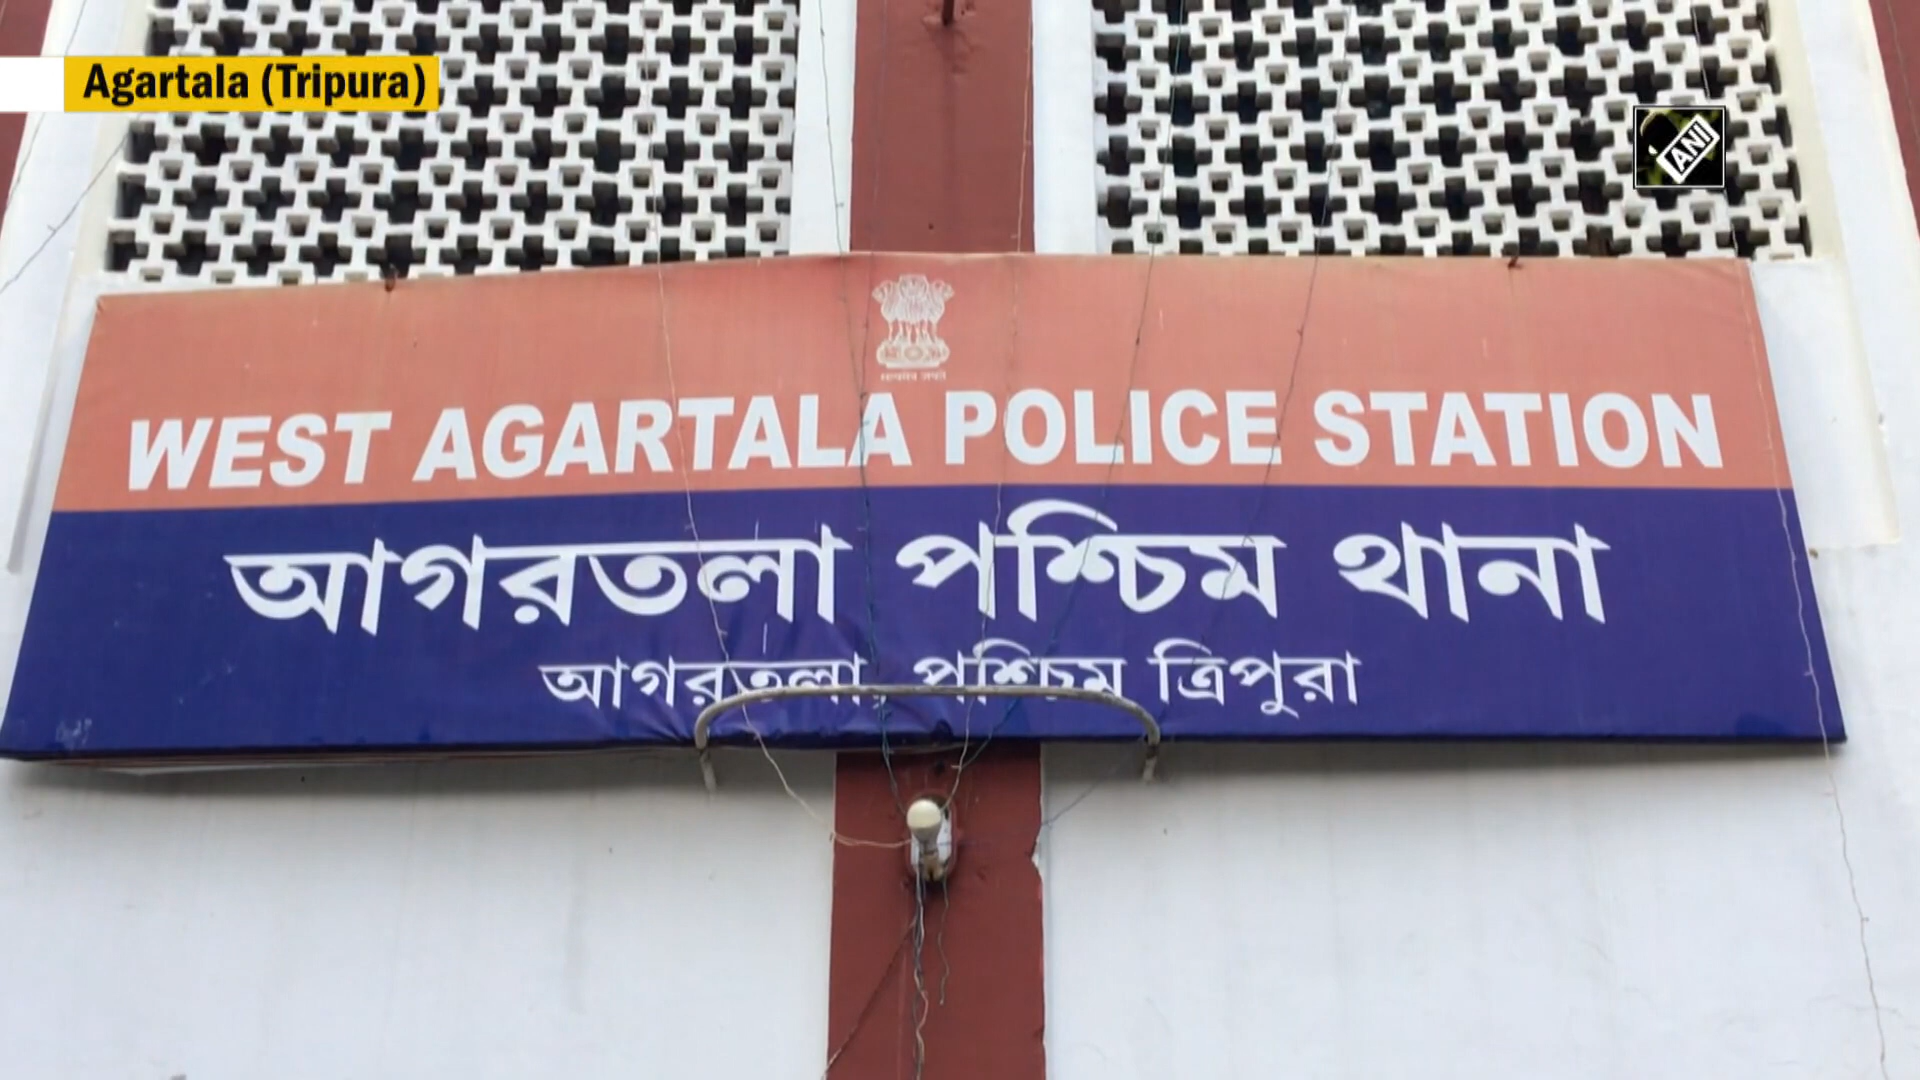 Agartala (Tripura)
ANI
WEST AGARTALA POLICE STATION
আগরতলা পশ্চিম থানা
আগরতলা, পশ্চিম ত্রিপুরা